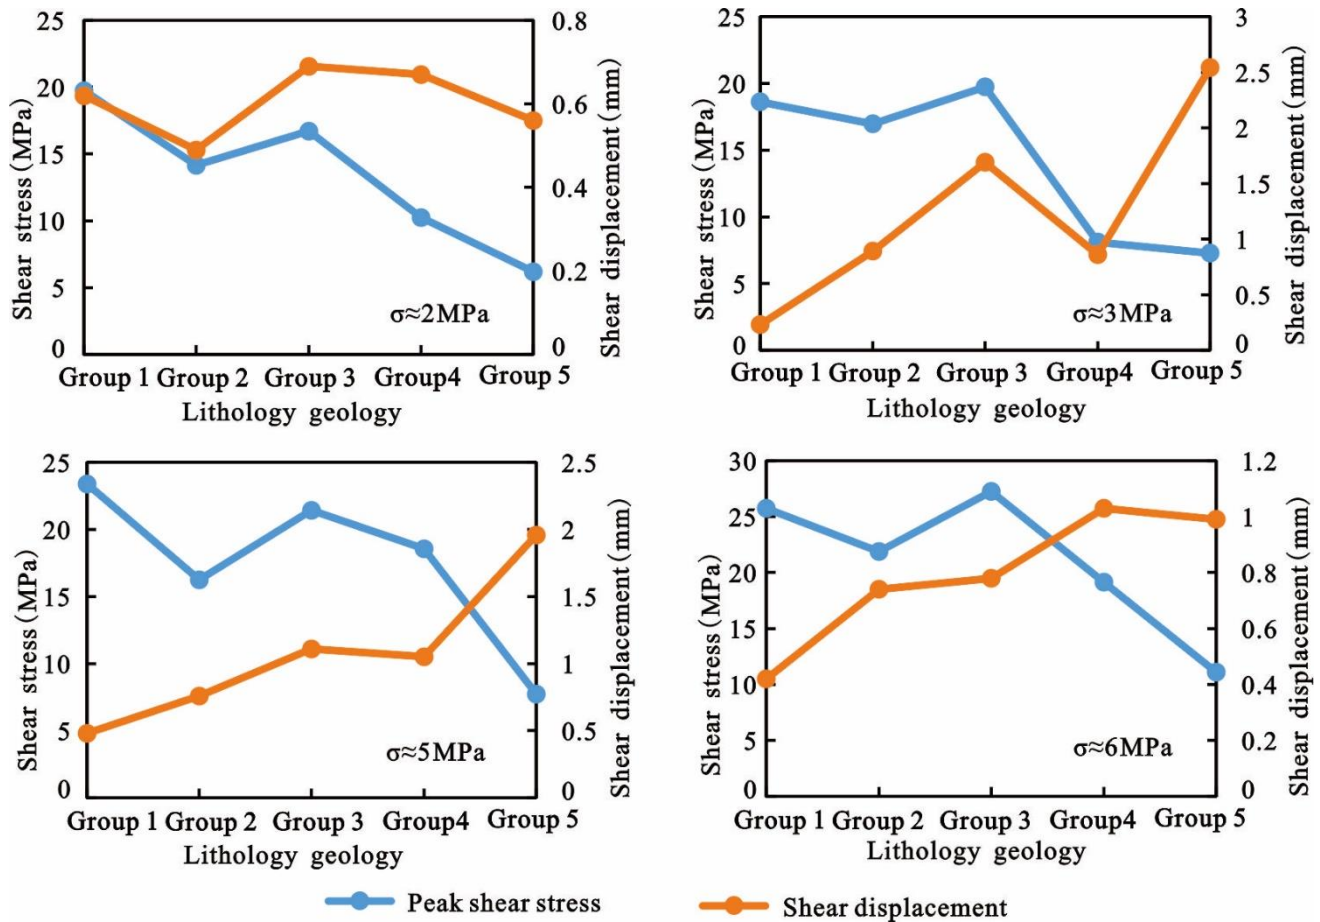 25
20
15
10
5
0
Shear stress(MPa)
0.8
0.6
0.4
0.2
0
Shear displacement(mm)
σ≈2MPa
Group 1 Group 2 Group 3 Group4 Group 5
Lithology geology
25
20
15
10
5
0
Shear stress(MPa)
3
2.5
2
1.5
1
0.5
0
Shear displacement(mm)
σ≈3MPa
Group 1 Group 2 Group 3 Group4 Group 5
Lithology geology
25
20
15
10
5
0
Shear stress(MPa)
2.5
2
1.5
1
0.5
0
Shear displacement(mm)
σ≈5MPa
Group 1 Group 2 Group 3 Group4 Group 5
Lithology geology
30
25
20
15
10
5
0
Shear stress(MPa)
1.2
1
0.8
0.6
0.4
0.2
0
Shear displacement(mm)
σ≈6MPa
Group 1 Group 2 Group 3 Group4 Group 5
Lithology geology
Peak shear stress
Shear displacement